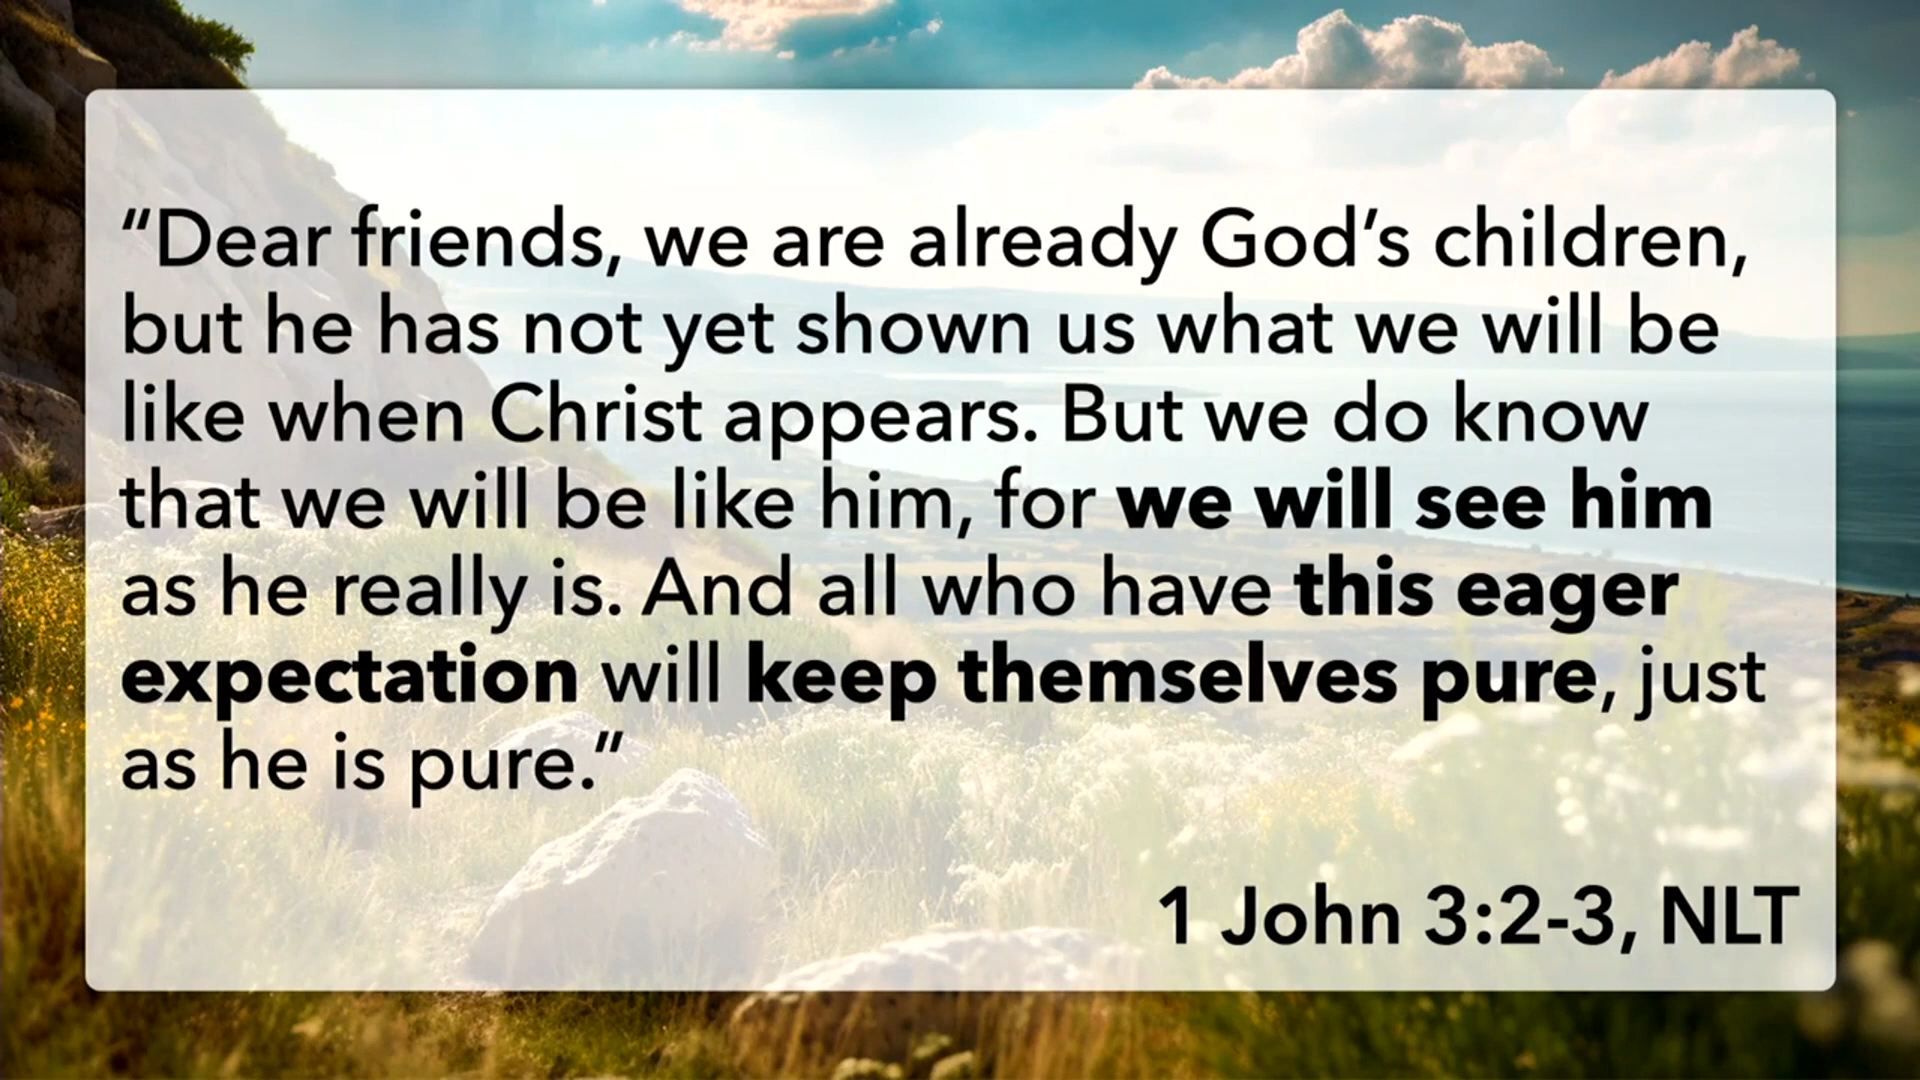 “Dear friends, we are already God’s children,
but he has not yet shown us what we will be
like when Christ appears. But we do know
that we will be like him, for we will see him
as he really is. And all who have this eager
expectation will keep themselves pure, just
as he is pure.”
1 John 3:2-3, NLT